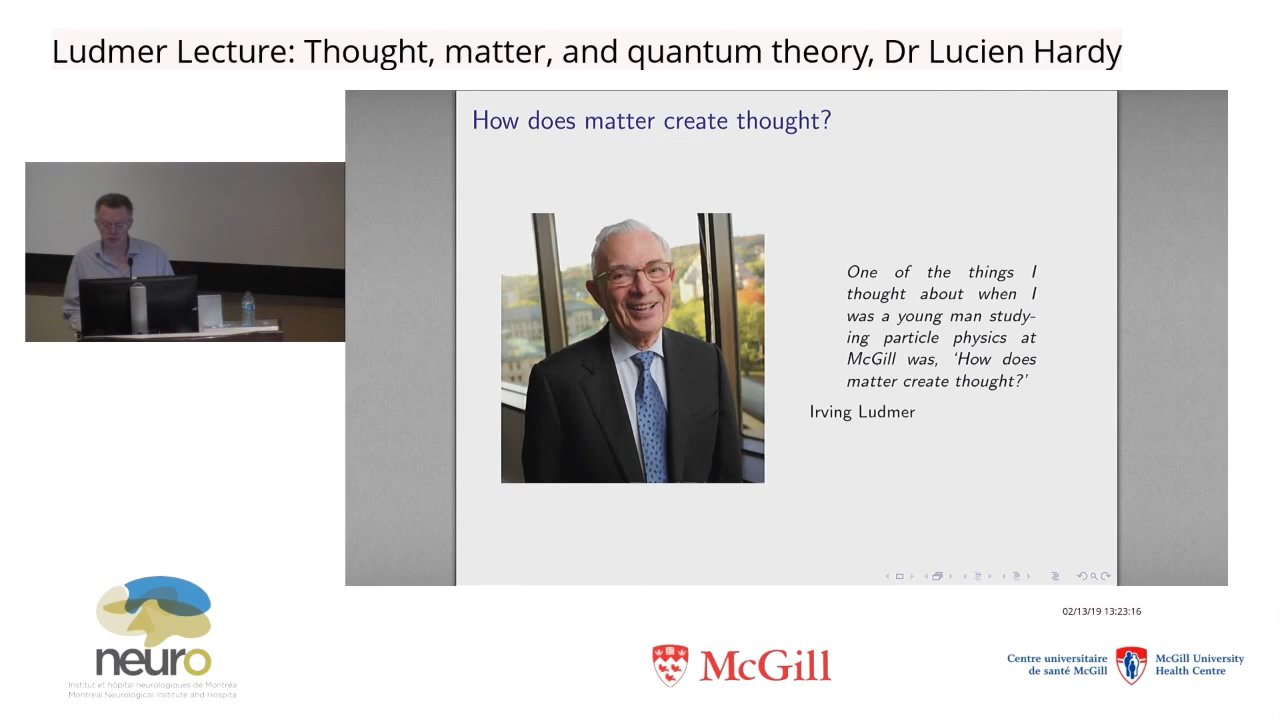 Ludmer Lecture: Thought, matter, and quantum theory, Dr Lucien Hardy
How does matter create thought?
One of the things I
thought about when I
was a young man study-
ing particle physics at
McGill was, ‘How does
matter create thought?’
Irving Ludmer
02/13/19 13:23:16
neuro
Institut et hôpital neurologiques de Montréal
Montreal Neurological Institute and Hospital
McGill
Centre universitaire
de santé McGill
McGill University
Health Centre